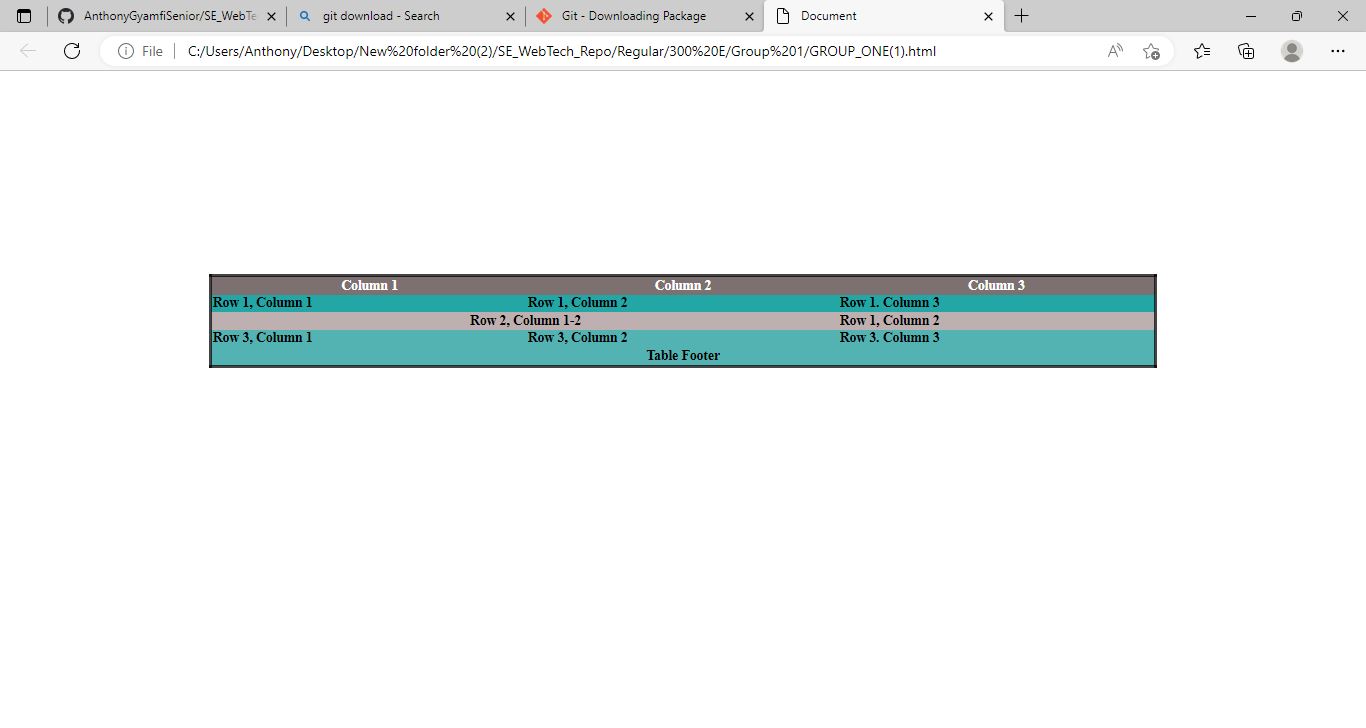 AnthonyGyamfiSenior/SE_WebTe
git download - Search
Git - Downloading Package
Document
File
C:/Users/Anthony/Desktop/New%20folder%20(2)/SE_WebTech_Repo/Regular/300%20E/Group%201/GROUP_ONE(1).html
Column 1 Column 2 Column 3
Row 1, Column 1 Row 1, Column 2 Row 1. Column 3
Row 2, Column 1-2 Row 1, Column 2
Row 3, Column 1 Row 3, Column 2 Row 3. Column 3
Table Footer